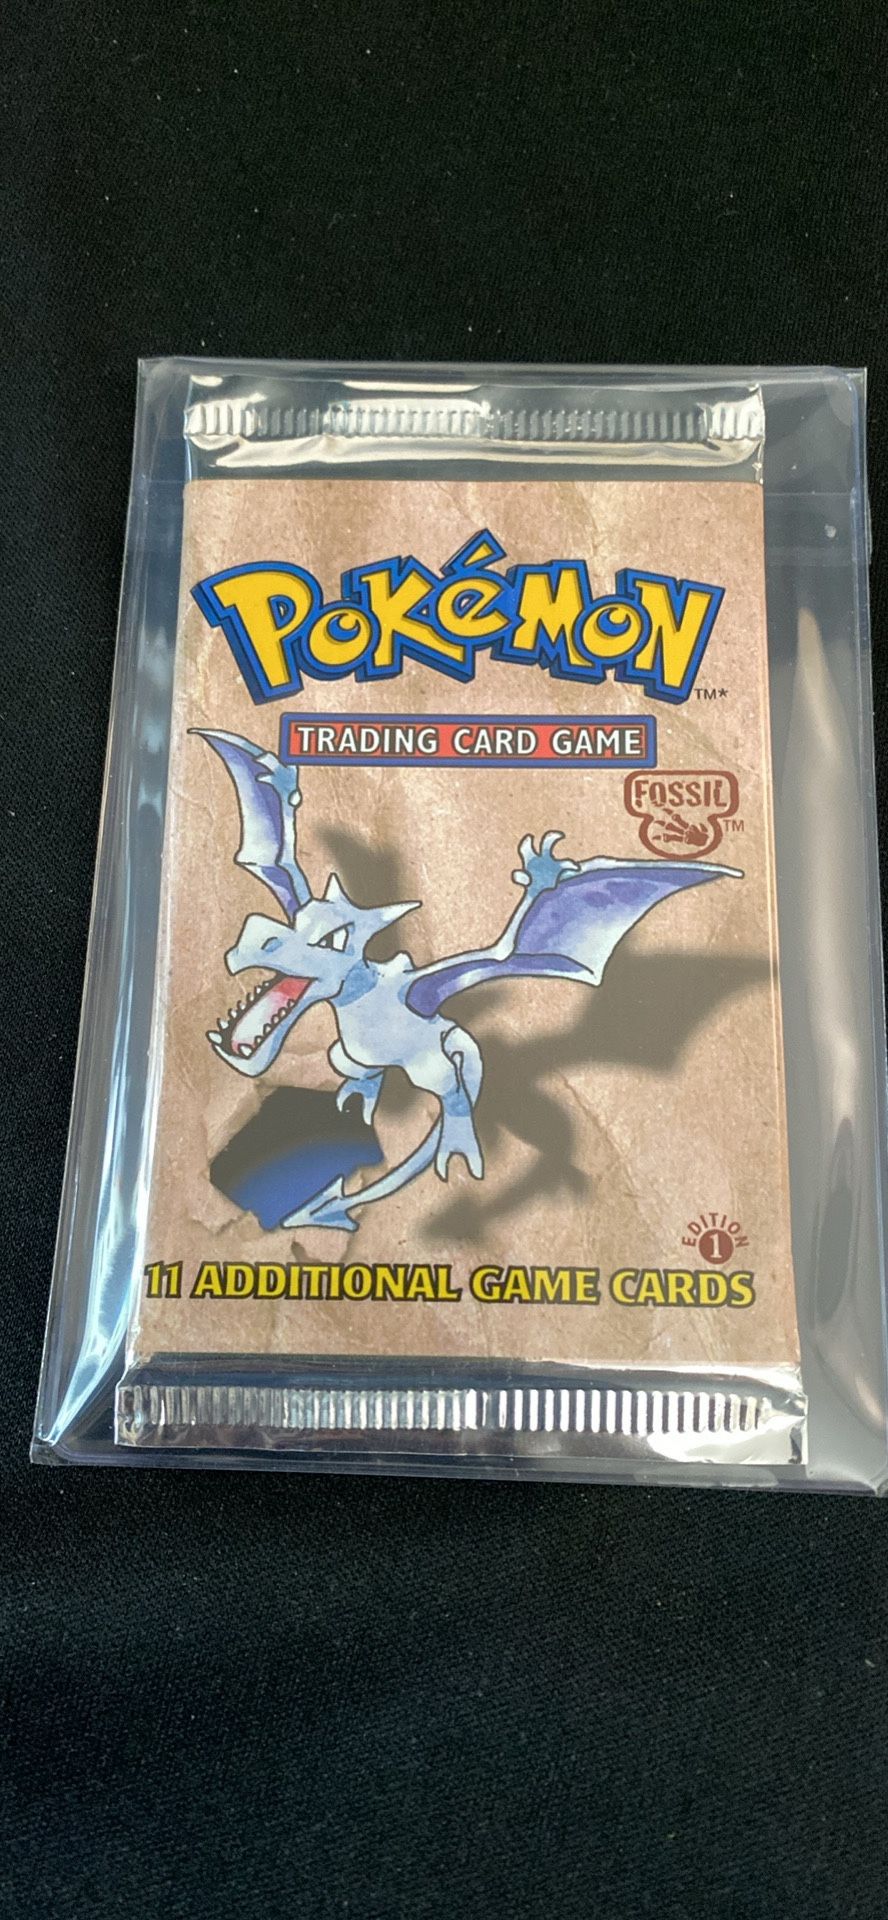 POKéMON
TM*
TRADING CARD GAME
FOSSIL
TM
EDITION
1
11 ADDITIONAL GAME CARDS